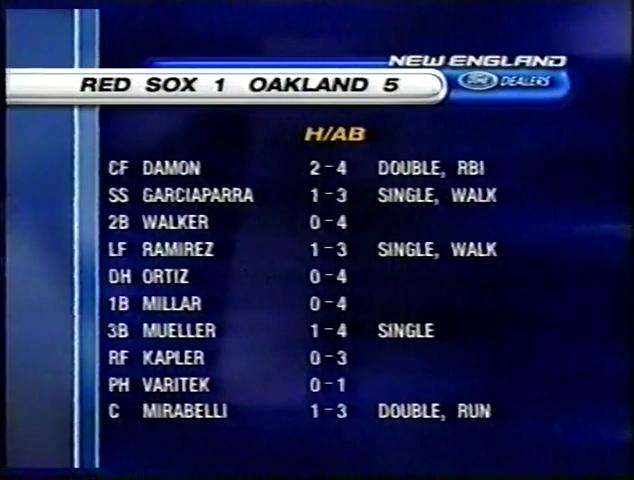 NEW ENGLAND
Ford DEALERS
RED SOX 1 OAKLAND 5
H/AB
CF DAMON 2-4 DOUBLE, RBI
SS GARCIAPARRA 1-3 SINGLE, WALK
2B WALKER 0-4
LF RAMIREZ 1-3 SINGLE, WALK
DH ORTIZ 0-4
1B MILLAR 0-4
3B MUELLER 1-4 SINGLE
RF KAPLER 0-3
PH VARITEK 0-1
C MIRABELLI 1-3 DOUBLE, RUN